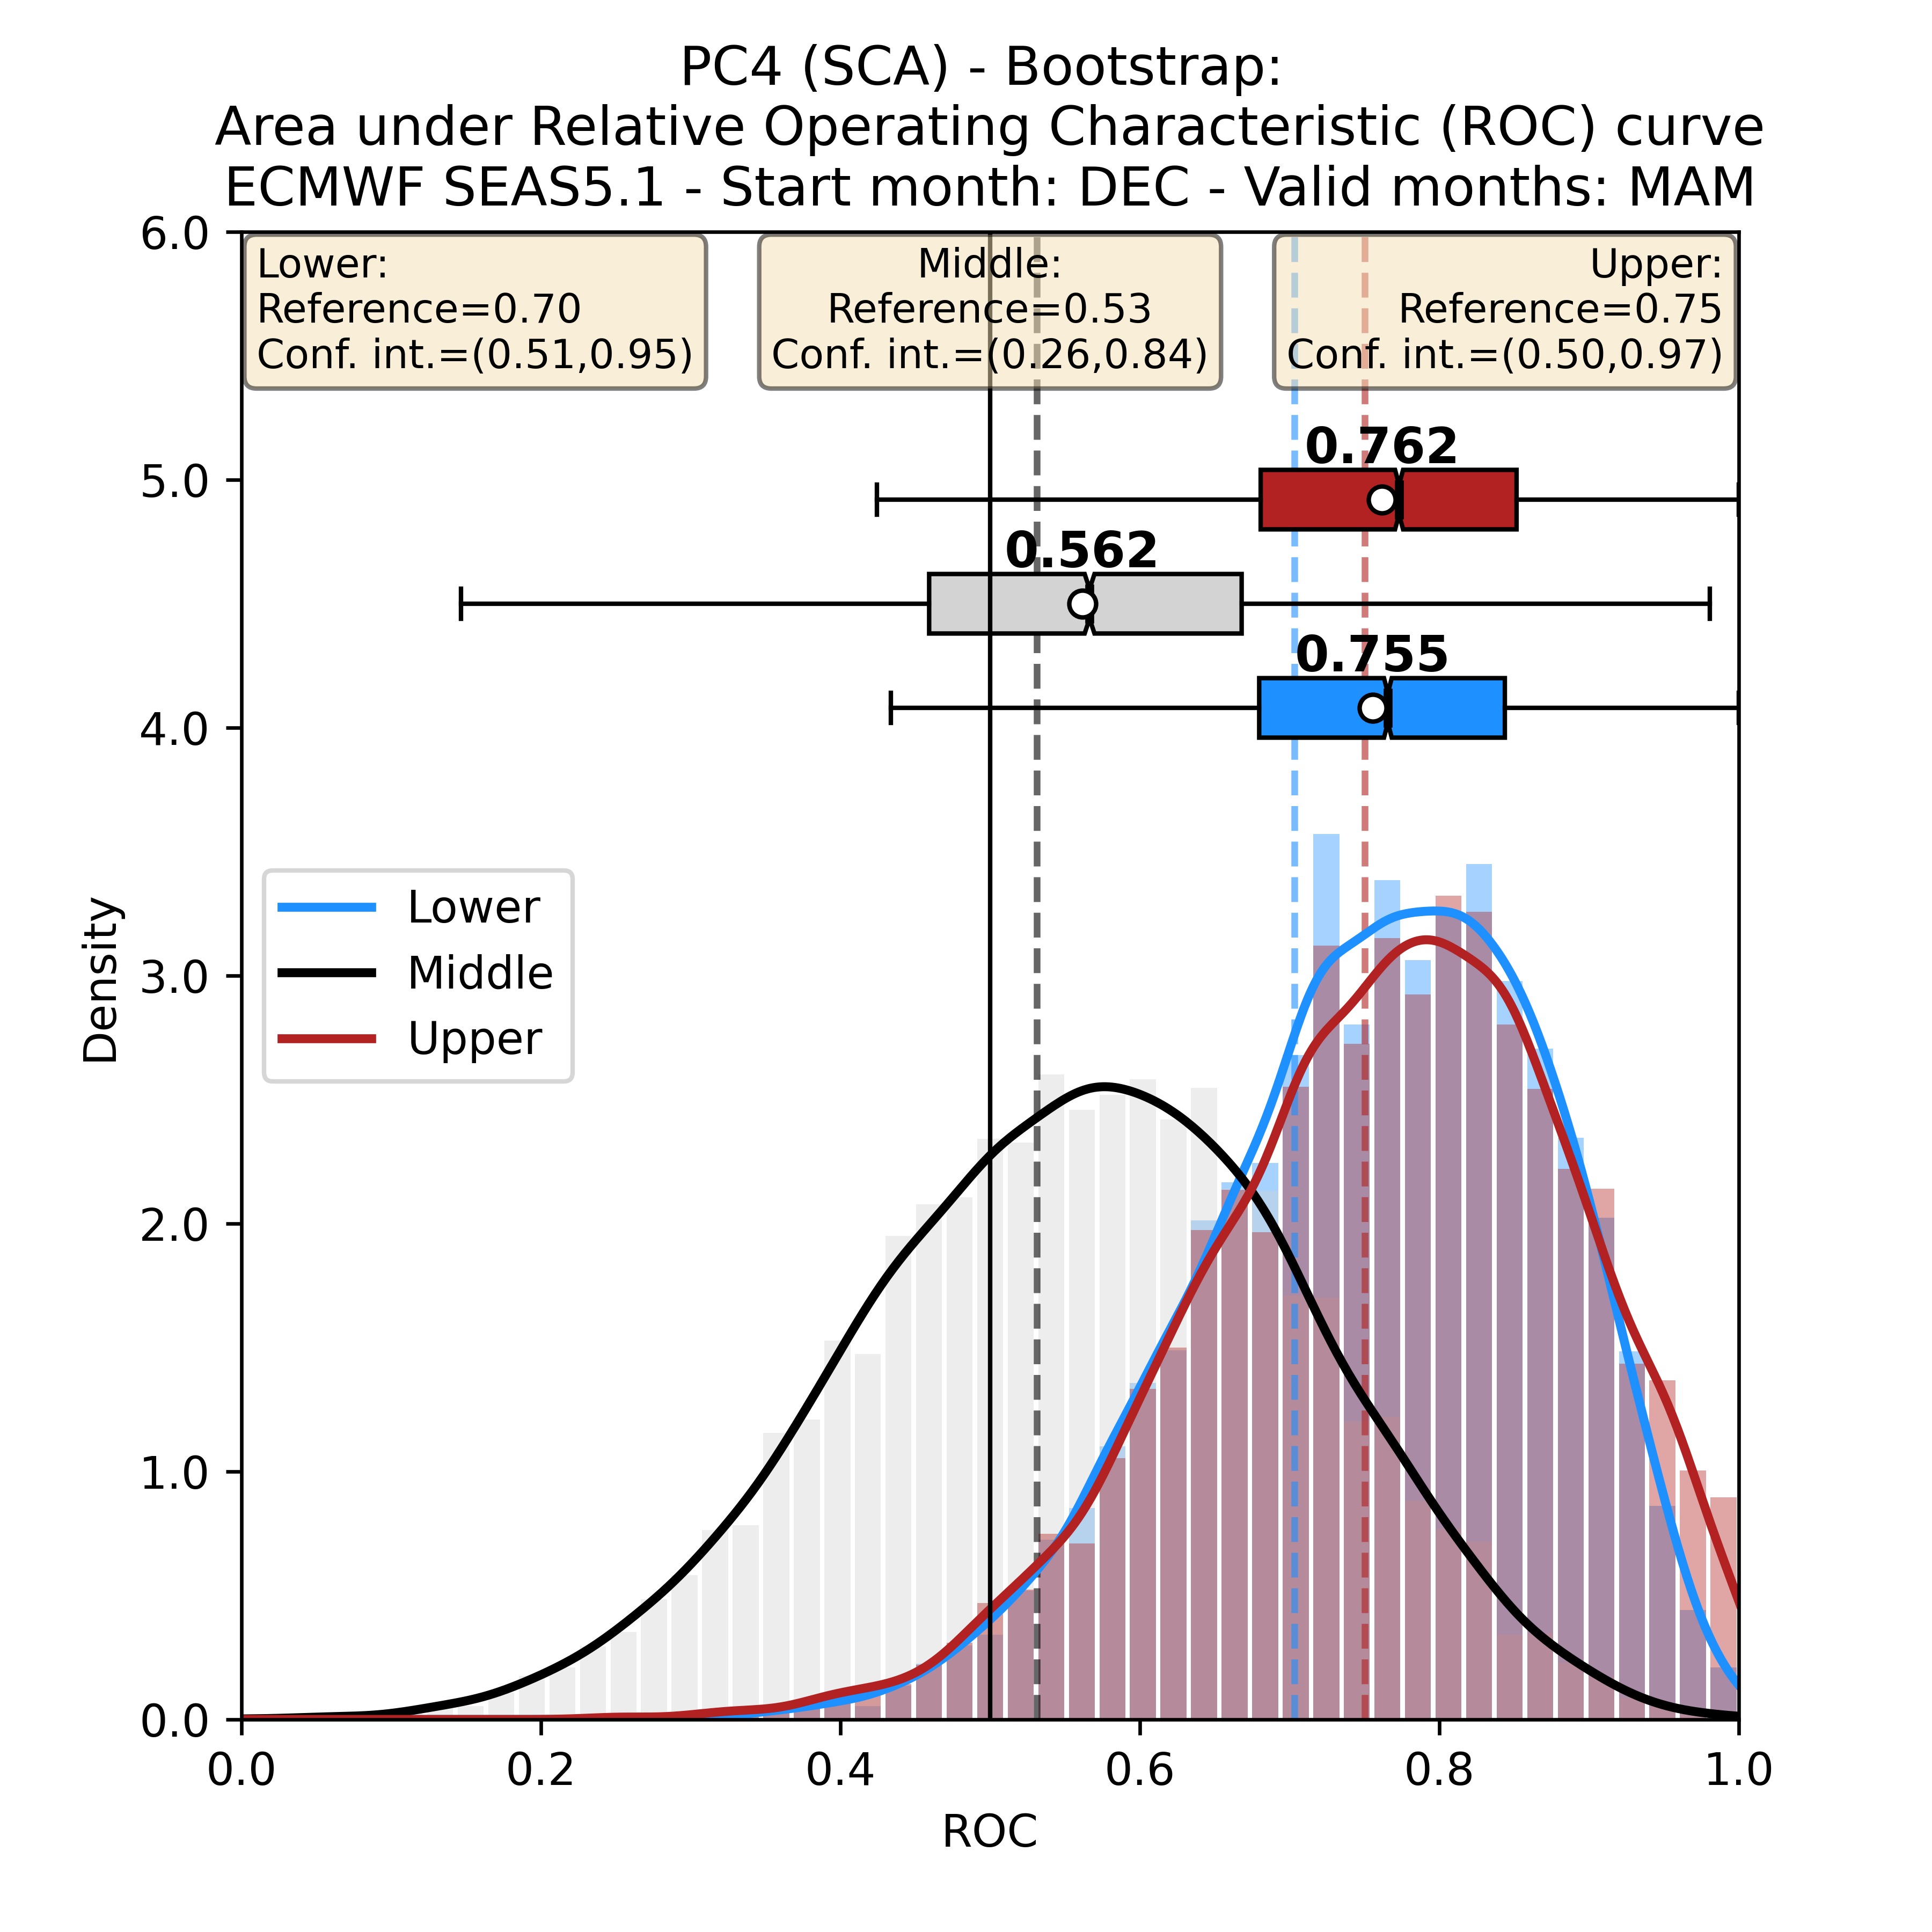 PC4 (SCA) - Bootstrap:
Area under Relative Operating Characteristic (ROC) curve
ECMWF SEAS5.1 - Start month: DEC - Valid months: MAM
Lower:
Reference=0.70
Conf. int.=(0.51,0.95)
Middle:
Reference=0.53
Conf. int.=(0.26,0.84)
Upper:
Reference=0.75
Conf. int.=(0.50,0.97)
0.762
0.562
0.755
Lower
Middle
Upper
Density
6.0
5.0
4.0
3.0
2.0
1.0
0.0
0.0 0.2 0.4 0.6 0.8 1.0
ROC